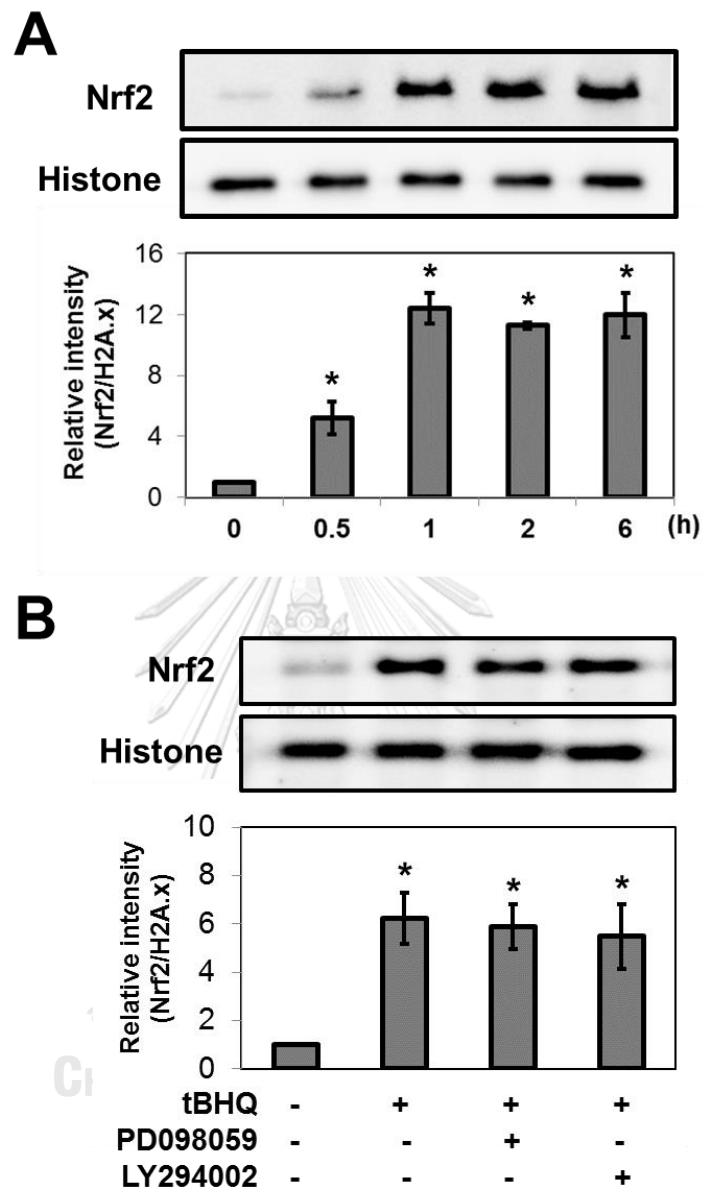 A
Nrf2
Histone
Relative intensity
(Nrf2/H2A.x)
16
12
8
4
0
*
*
*
*
0 0.5 1 2 6 (h)
B
Nrf2
Histone
Relative intensity
(Nrf2/H2A.x)
10
8
6
4
2
0
*
*
*
tBHQ - + + +
PD098059 - - + -
LY294002 - - - +